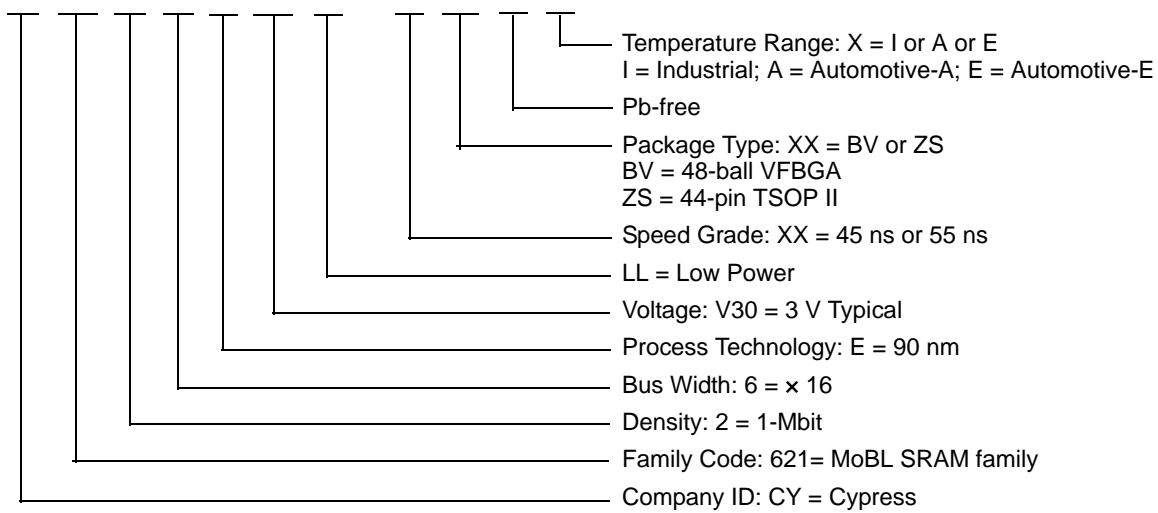 Temperature Range: X = I or A or E
I = Industrial; A = Automotive-A; E = Automotive-E
Pb-free
Package Type: XX = BV or ZS
BV = 48-ball VFBGA
ZS = 44-pin TSOP II
Speed Grade: XX = 45 ns or 55 ns
LL = Low Power
Voltage: V30 = 3 V Typical
Process Technology: E = 90 nm
Bus Width: 6 = × 16
Density: 2 = 1-Mbit
Family Code: 621= MoBL SRAM family
Company ID: CY = Cypress